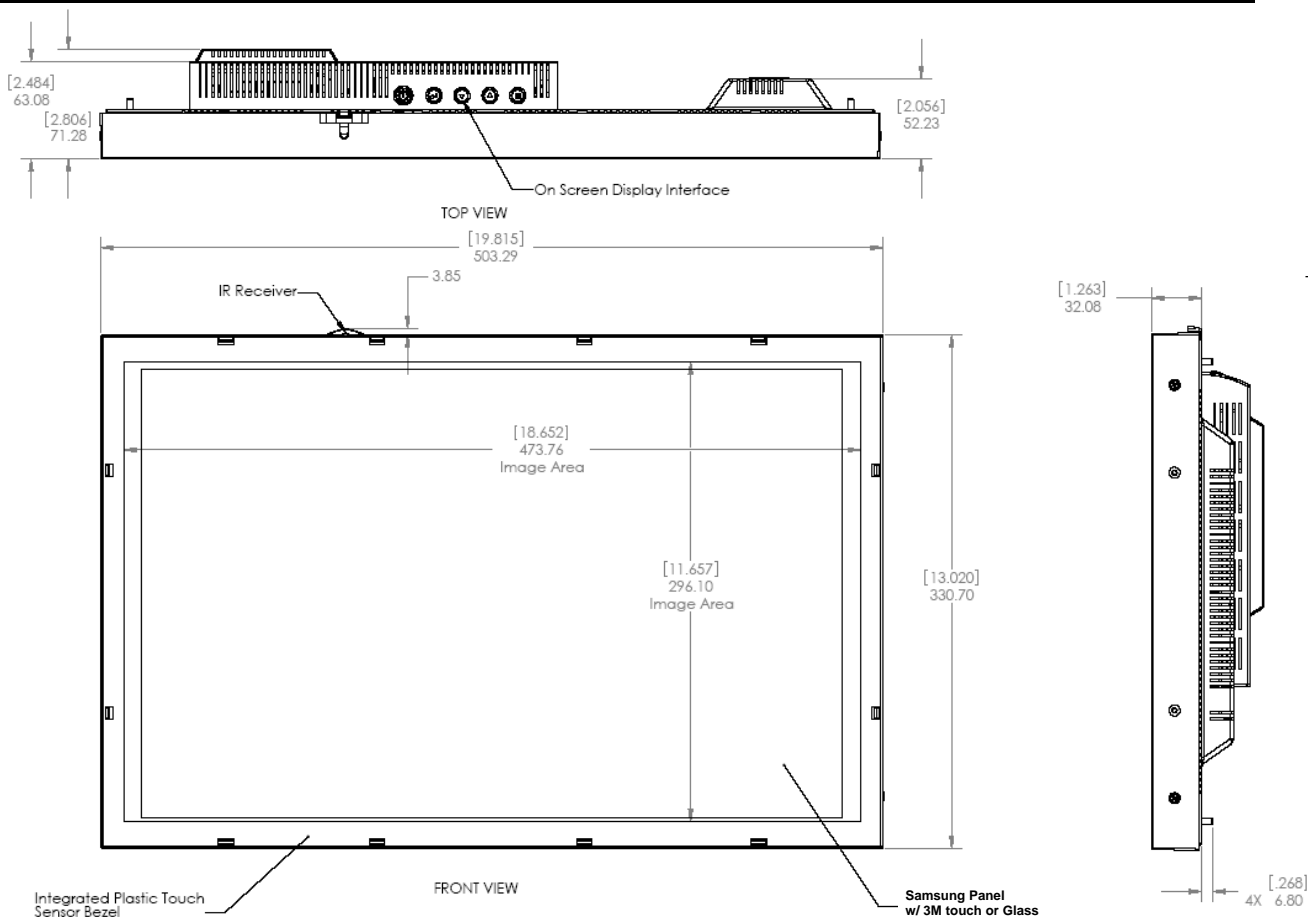 [2.484]
63.08
[2.806]
71.28
[2.056]
52.23
On Screen Display Interface
TOP VIEW
[19.815]
503.29
3.85
IR Receiver
[1.263]
32.08
[18.652]
473.76
Image Area
[11.657]
296.10
Image Area
[13.020]
330.70
Integrated Plastic Touch
Sensor Bezel
FRONT VIEW
Samsung Panel
w/ 3M touch or Glass
[.268]
4X 6.80